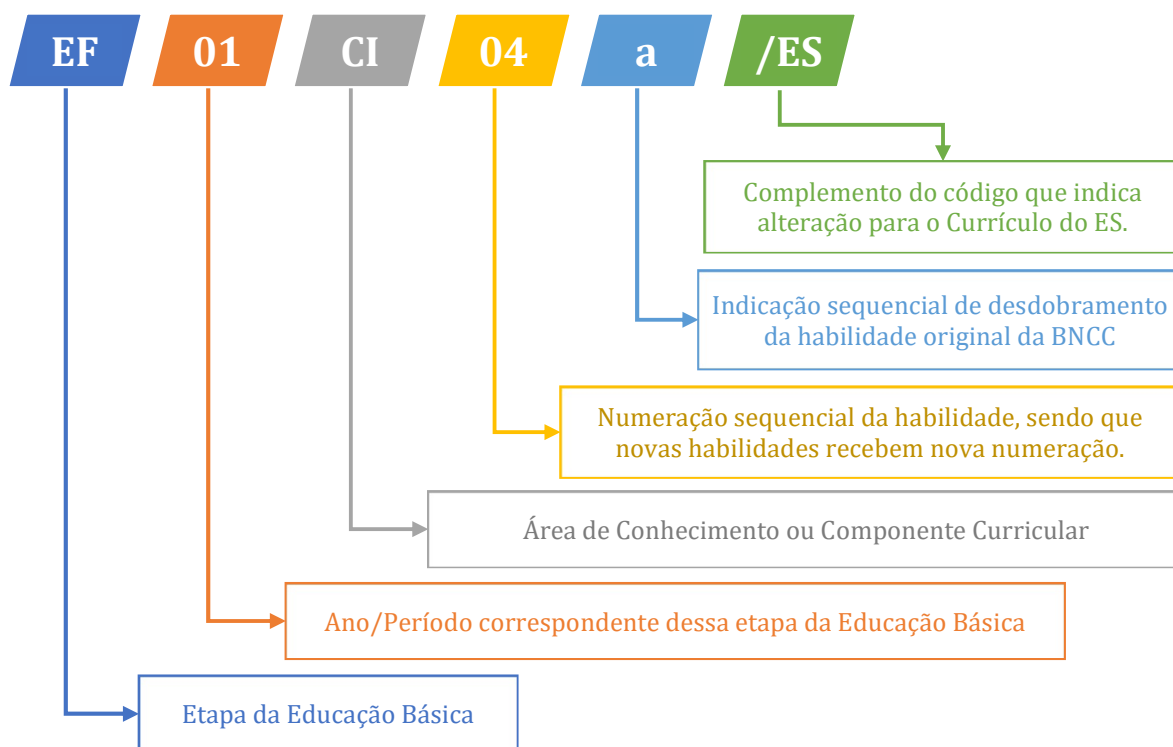 EF 01 CI 04 a /ES
Complemento do código que indica
alteração para o Currículo do ES.
Indicação sequencial de desdobramento
da habilidade original da BNCC
Numeração sequencial da habilidade, sendo que
novas habilidades recebem nova numeração.
Área de Conhecimento ou Componente Curricular
Ano/Período correspondente dessa etapa da Educação Básica
Etapa da Educação Básica